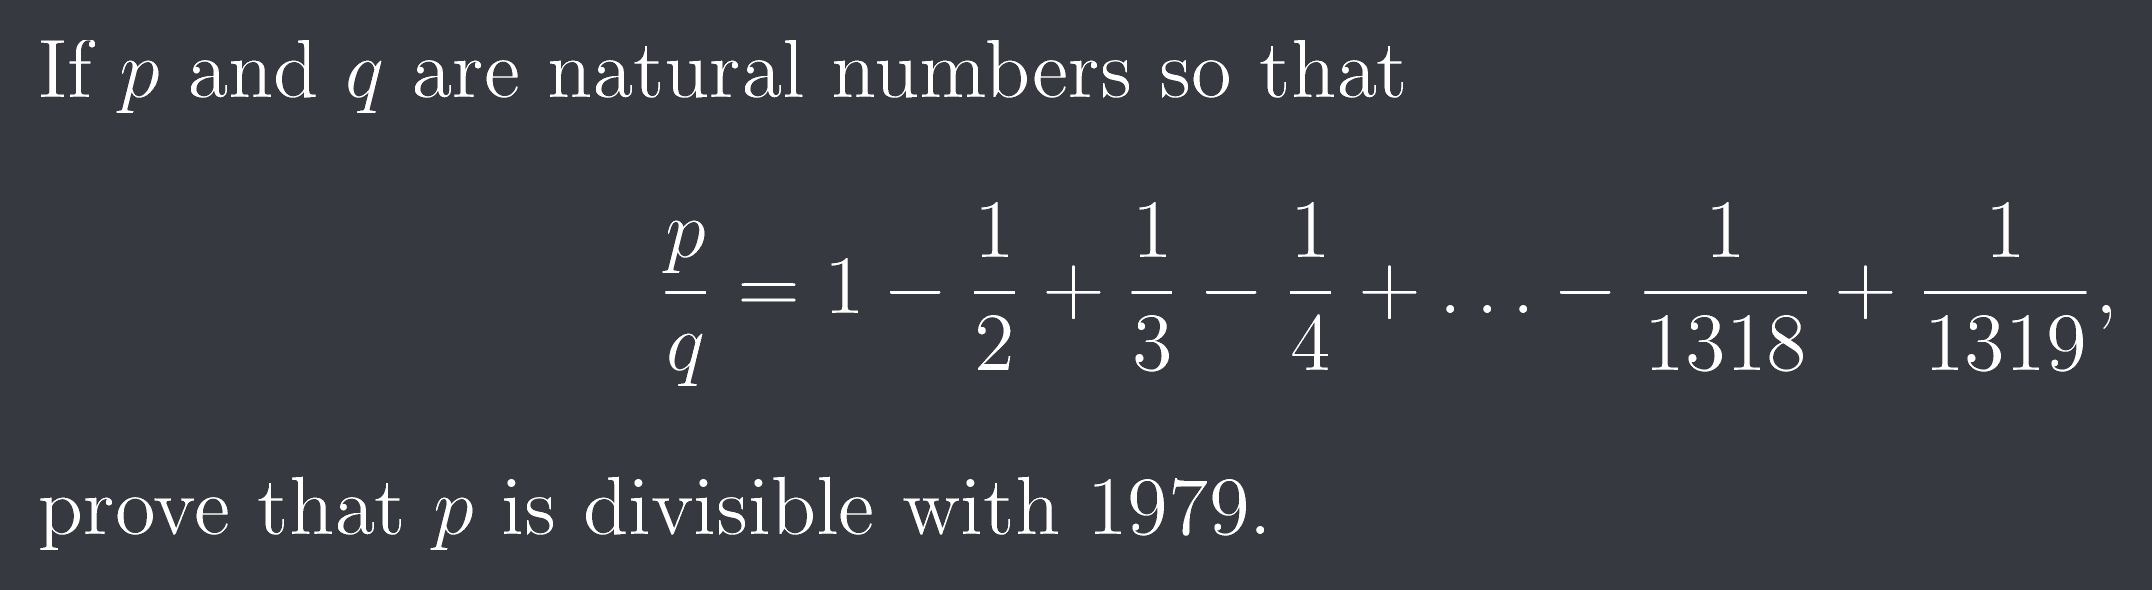 If p and q are natural numbers so that
p/q = 1 − 1/2 + 1/3 − 1/4 + . . . − 1/1318 + 1/1319,
prove that p is divisible with 1979.